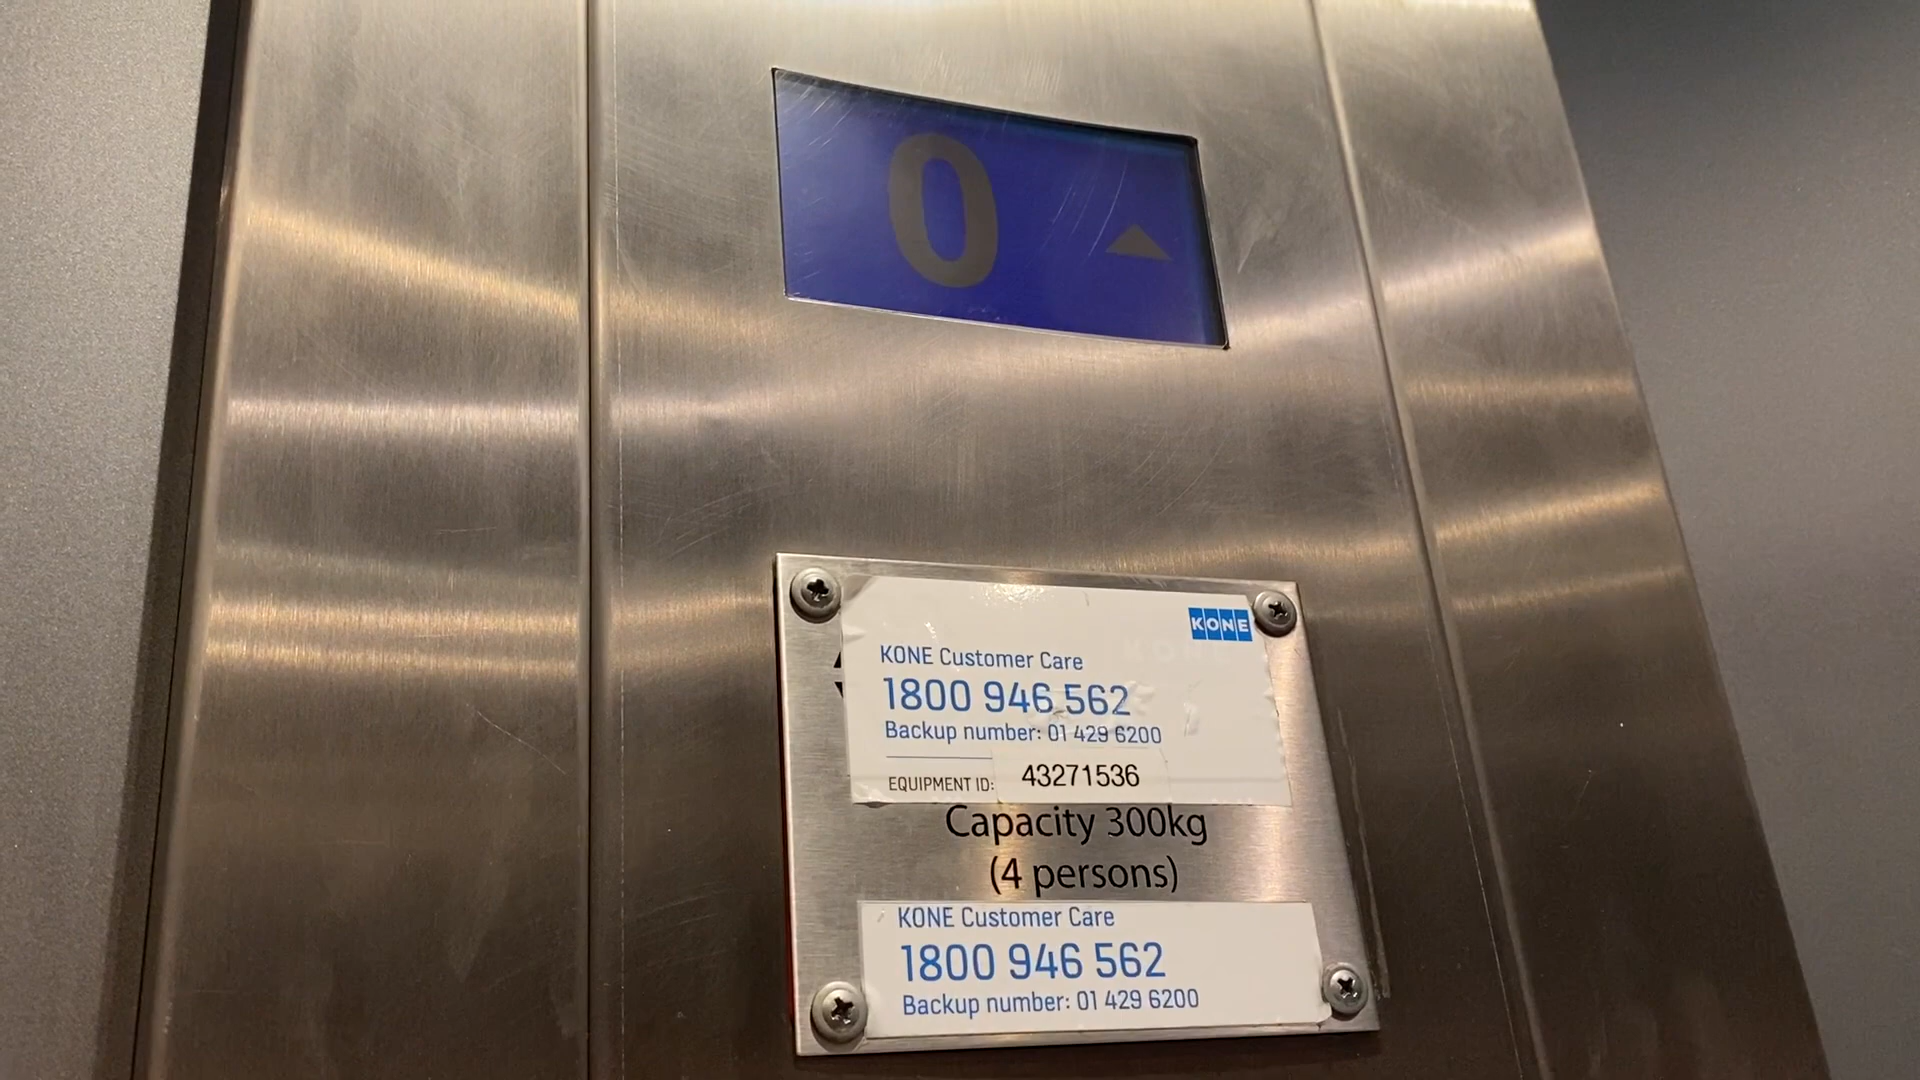 0
KONE
KONE Customer Care
1800 946 562
Backup number: 01 429 6200
EQUIPMENT ID: 43271536
Capacity 300kg
(4 persons)
KONE Customer Care
1800 946 562
Backup number: 01 429 6200